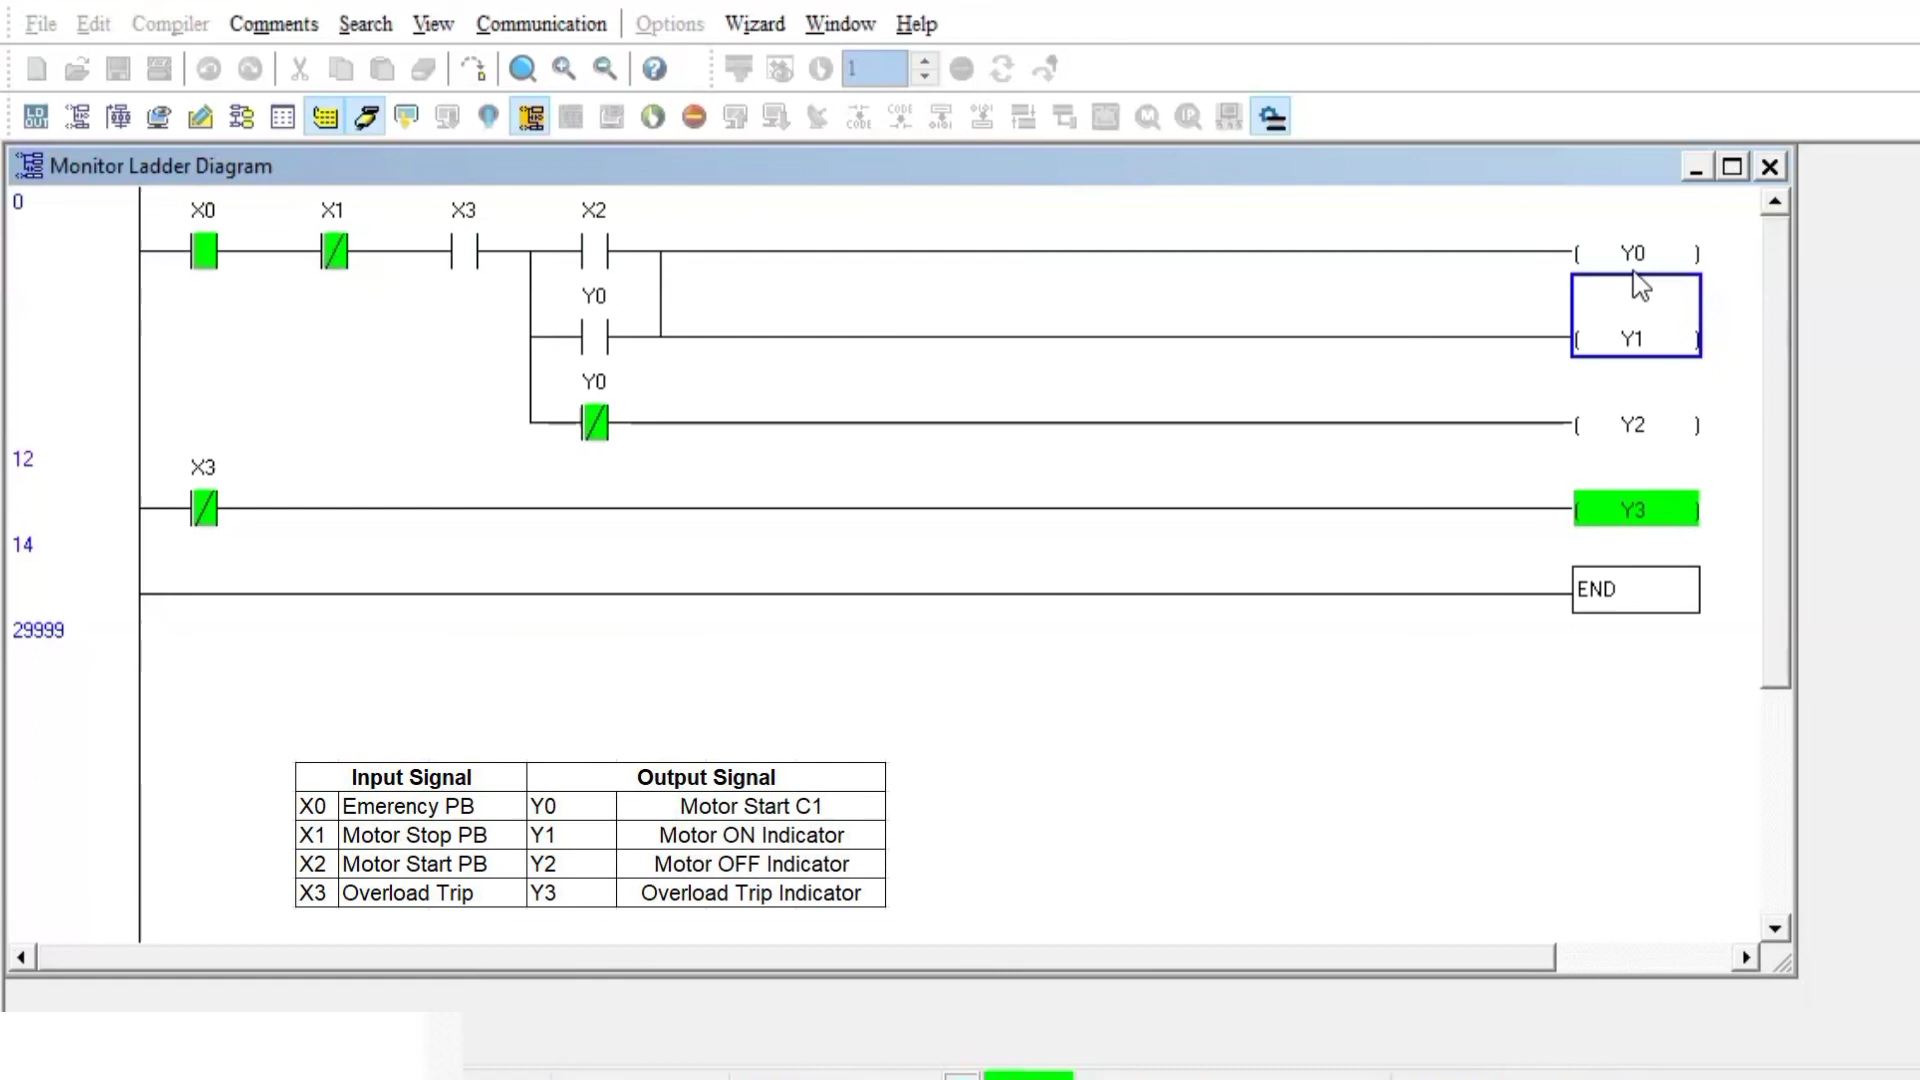 File Edit Compiler Comments Search View Communication Options Wizard Window Help
1
Monitor Ladder Diagram
0
X0 X1 X3 X2
( Y0 )
Y0
( Y1 )
Y0
( Y2 )
12
X3
( Y3 )
14
END
29999
Input Signal Output Signal
X0 Emerency PB Y0 Motor Start C1
X1 Motor Stop PB Y1 Motor ON Indicator
X2 Motor Start PB Y2 Motor OFF Indicator
X3 Overload Trip Y3 Overload Trip Indicator